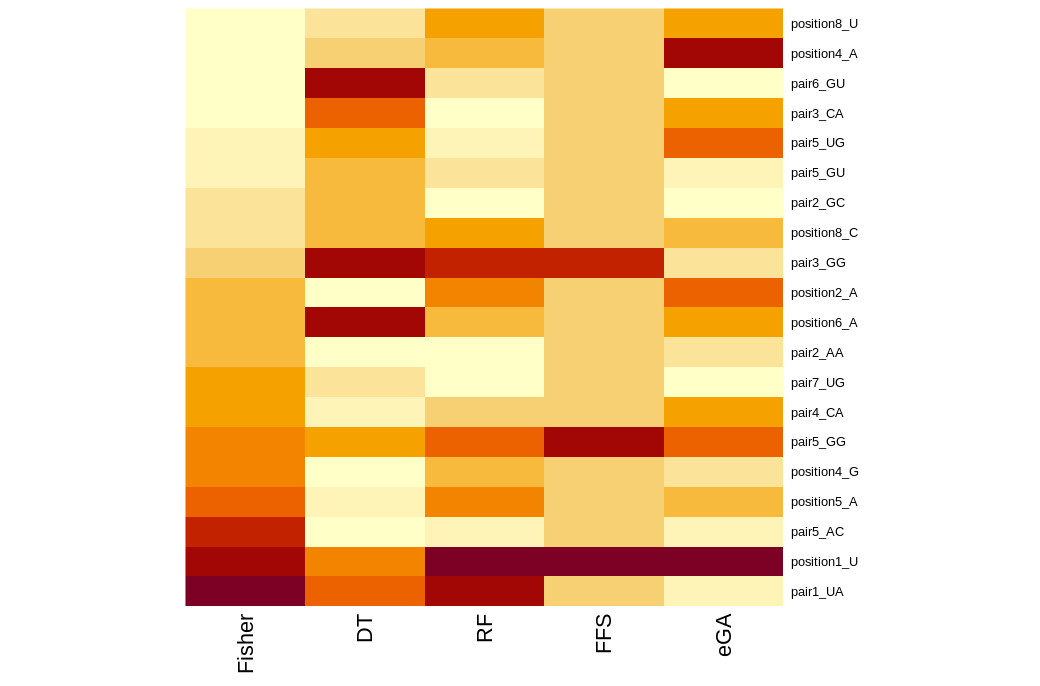 position8_U
position4_A
pair6_GU
pair3_CA
pair5_UG
pair5_GU
pair2_GC
position8_C
pair3_GG
position2_A
position6_A
pair2_AA
pair7_UG
pair4_CA
pair5_GG
position4_G
position5_A
pair5_AC
position1_U
pair1_UA
Fisher
DT
RF
FFS
eGA